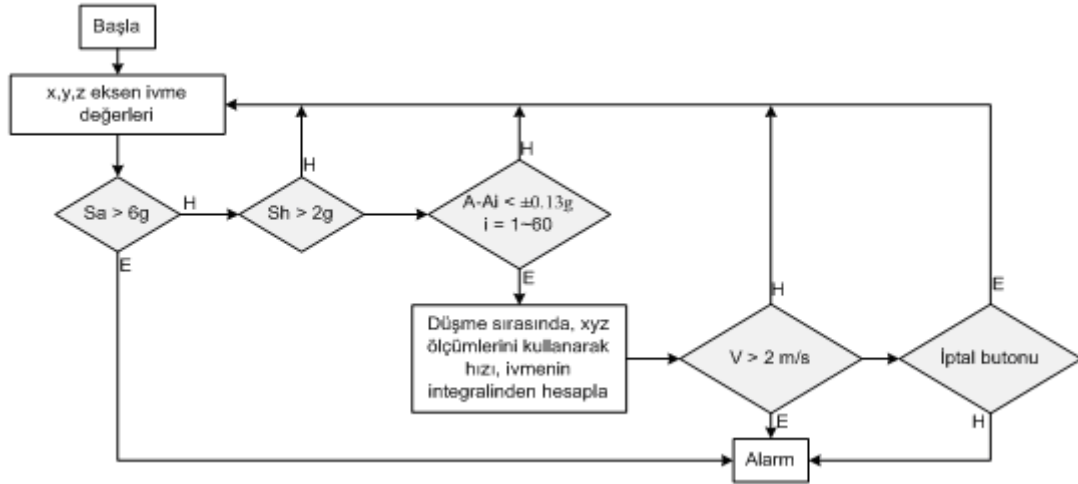 Başla
x,y,z eksen ivme
değerleri
Sa > 6g
H
E
Sh > 2g
H
A-Ai < ±0.13g
i = 1~60
H
E
Düşme sırasında, xyz
ölçümlerini kullanarak
hızı, ivmenin
integralinden hesapla
V > 2 m/s
H
E
İptal butonu
E
H
Alarm